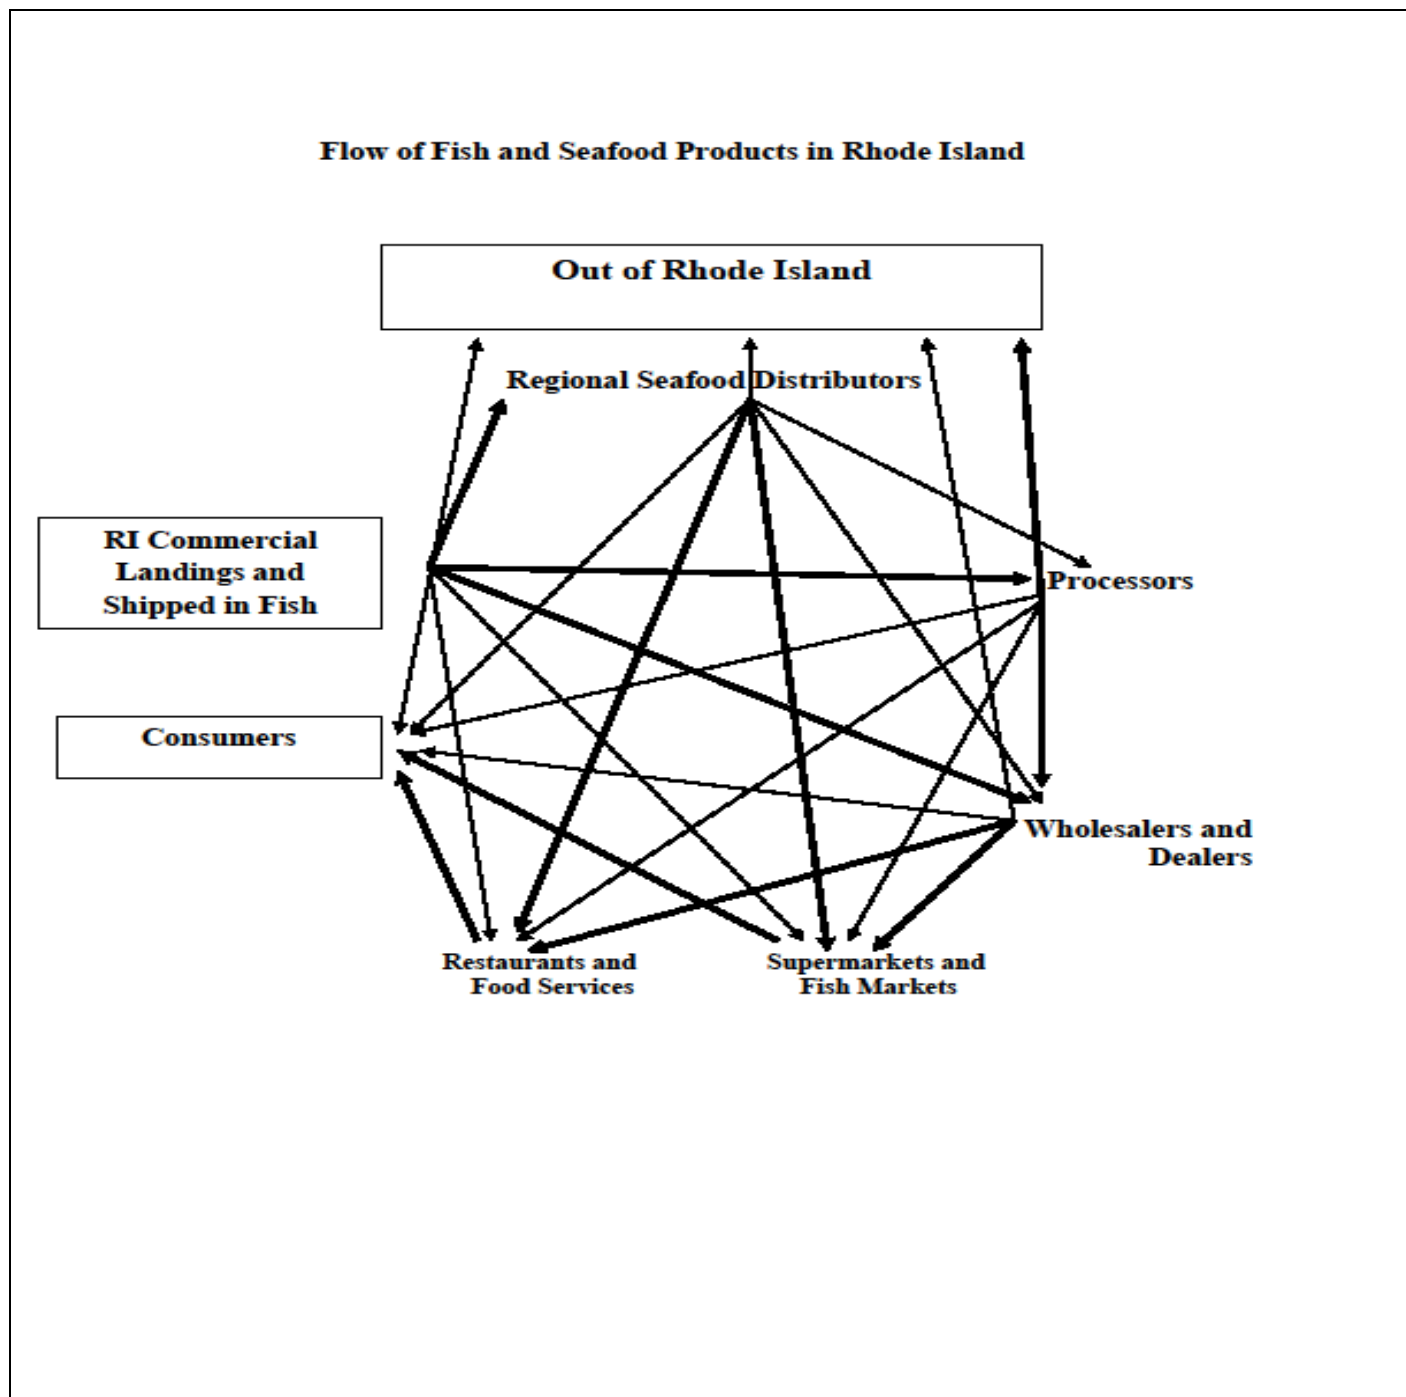 Flow of Fish and Seafood Products in Rhode Island
Out of Rhode Island
Regional Seafood Distributors
RI Commercial
Landings and
Shipped in Fish
Processors
Consumers
Wholesalers and
Dealers
Restaurants and
Food Services
Supermarkets and
Fish Markets